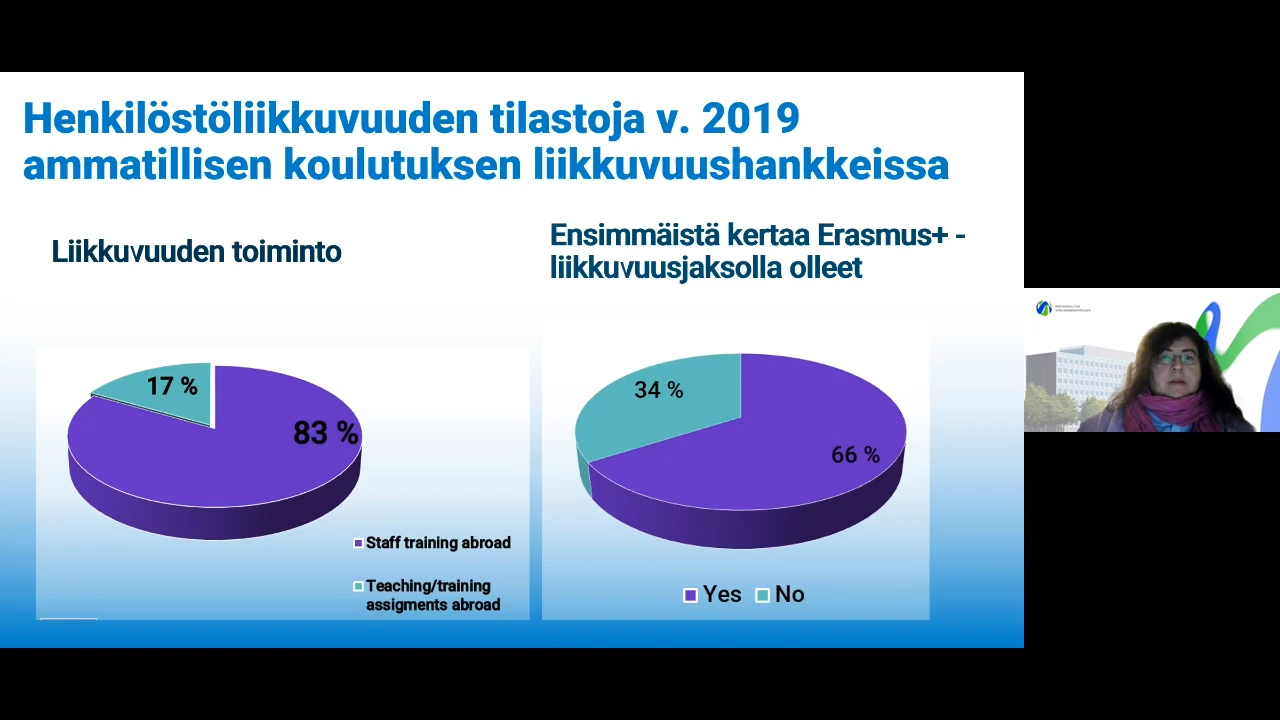 Henkilöstöliikkuvuuden tilastoja v. 2019
ammatillisen koulutuksen liikkuvuushankkeissa
Liikkuvuuden toiminto
17 %
83 %
Staff training abroad
Teaching/training
assigments abroad
Ensimmäistä kertaa Erasmus+ -
liikkuvuusjaksolla olleet
34 %
66 %
Yes No